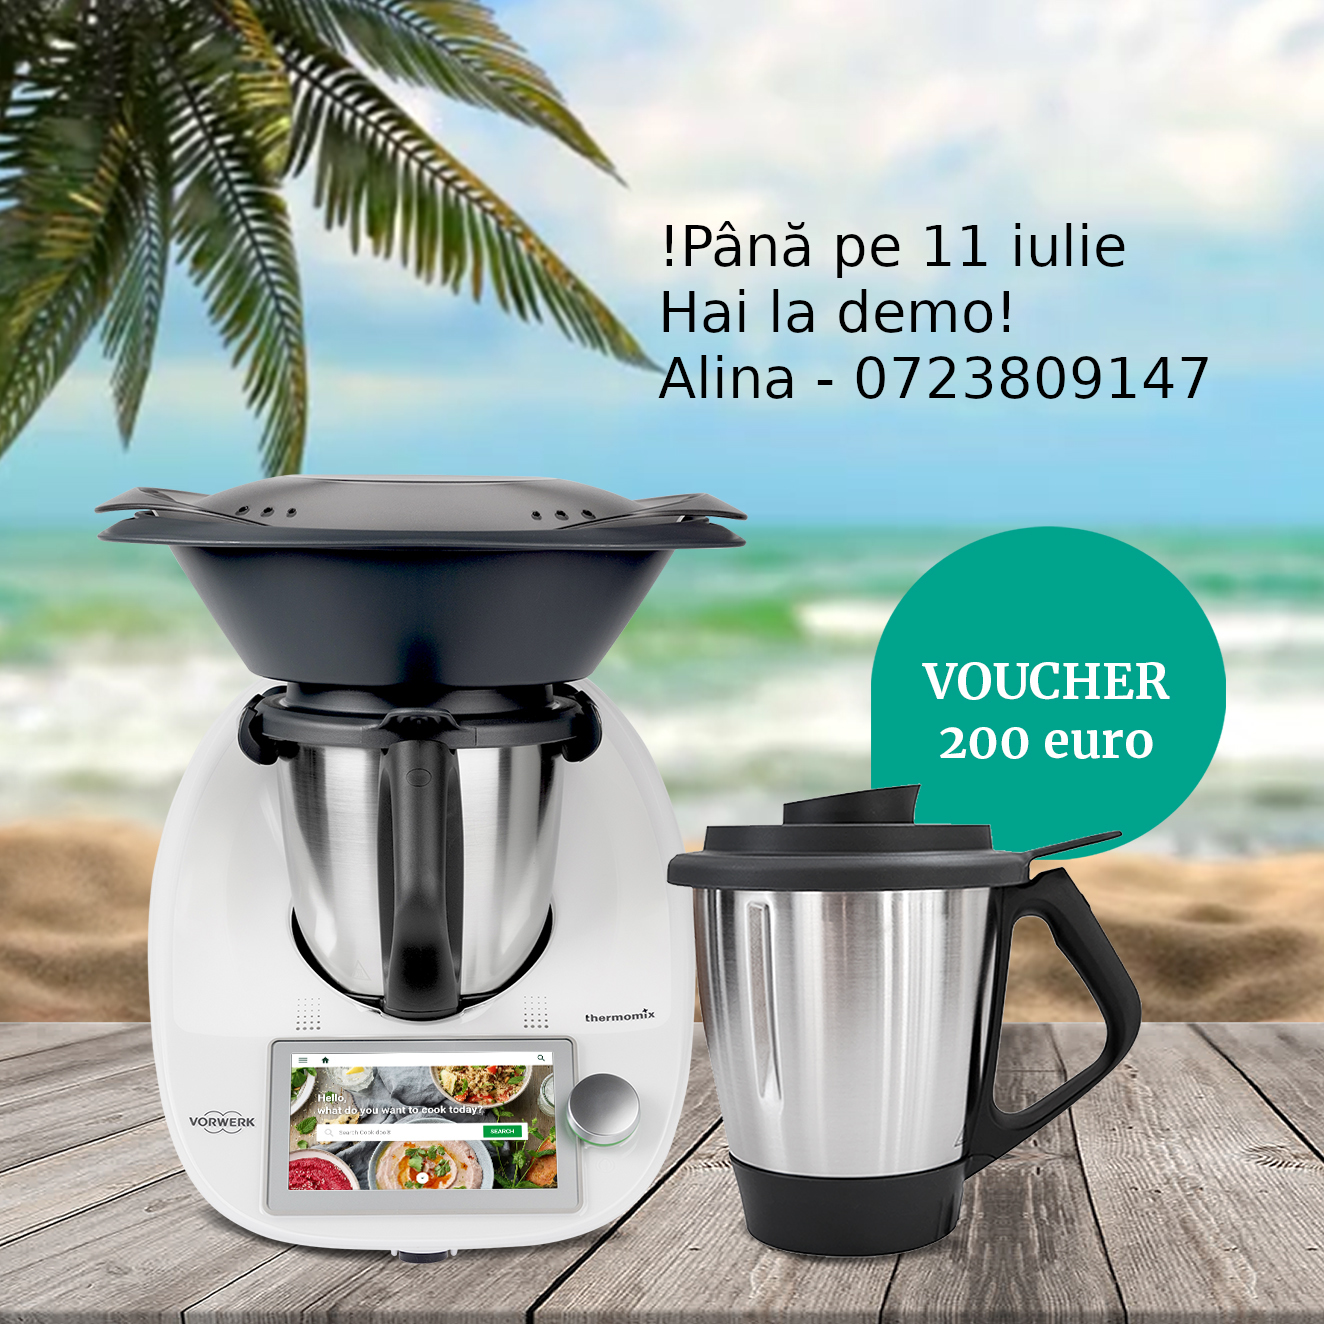 !Până pe 11 iulie
Hai la demo!
Alina - 0723809147
VOUCHER
200 euro
thermomix
Hello,
what do you want to cook today?
SEARCH
VORWERK